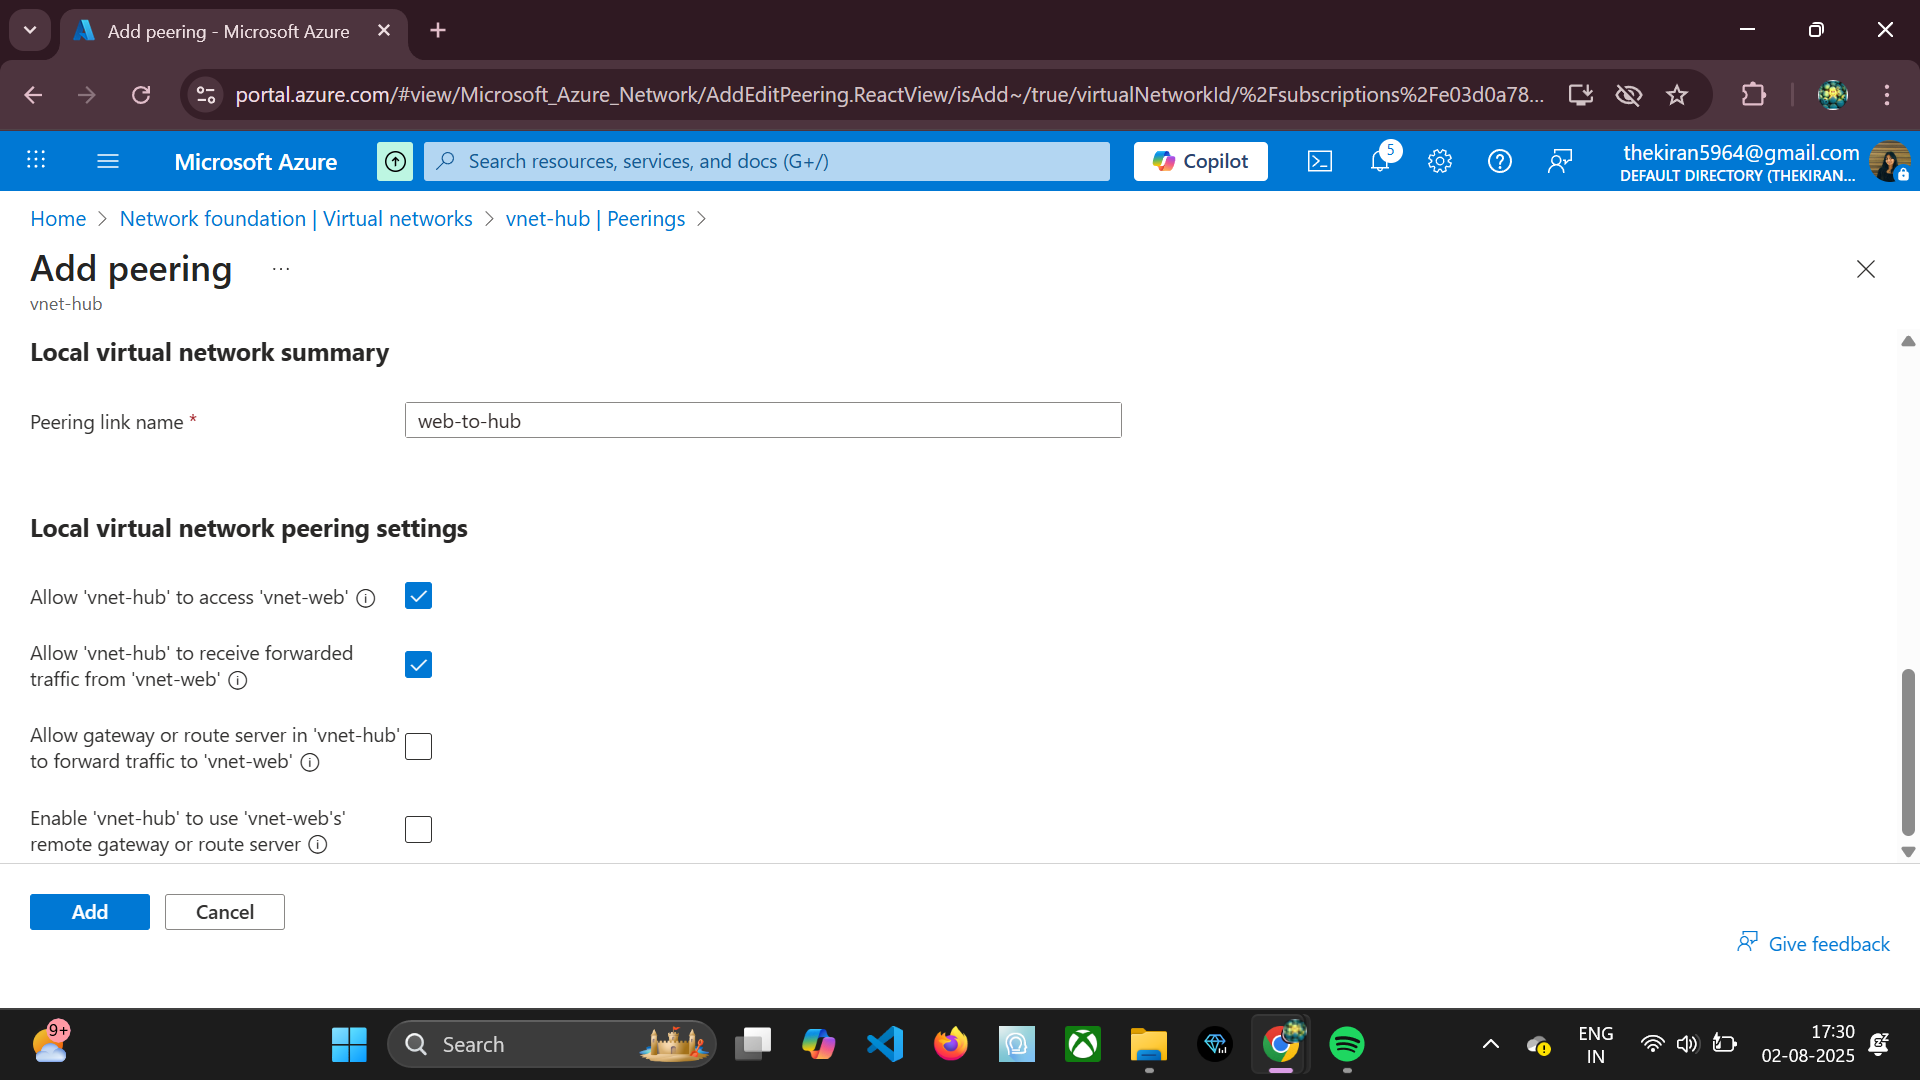 Add peering - Microsoft Azure
portal.azure.com/#view/Microsoft_Azure_Network/AddEditPeering.ReactView/isAdd~/true/virtualNetworkId/%2Fsubscriptions%2Fe03d0a78...
Microsoft Azure
Search resources, services, and docs (G+/)
Copilot
5
thekiran5964@gmail.com
DEFAULT DIRECTORY (THEKIRAN...
Home > Network foundation | Virtual networks > vnet-hub | Peerings >
Add peering ...
vnet-hub
Local virtual network summary
Peering link name *
web-to-hub
Local virtual network peering settings
Allow 'vnet-hub' to access 'vnet-web'
Allow 'vnet-hub' to receive forwarded
traffic from 'vnet-web'
Allow gateway or route server in 'vnet-hub'
to forward traffic to 'vnet-web'
Enable 'vnet-hub' to use 'vnet-web's'
remote gateway or route server
Add
Cancel
Give feedback
9+
Search
ENG
IN
17:30
02-08-2025